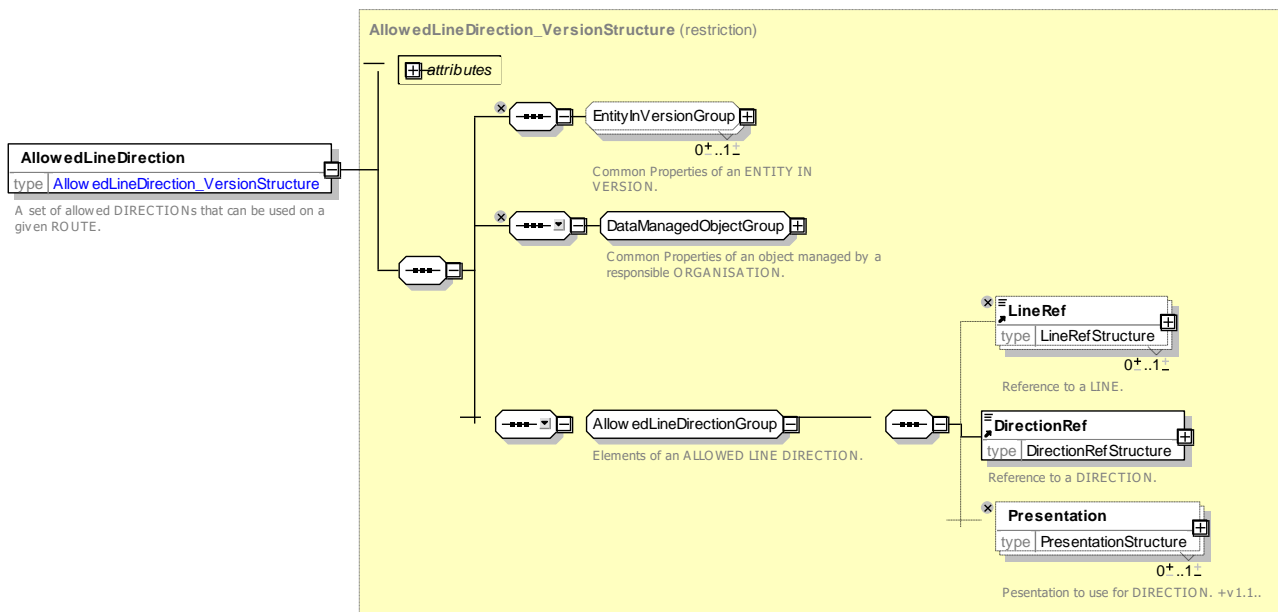 AllowedLineDirection_VersionStructure (restriction)
attributes
EntityInVersionGroup
0..1
Common Properties of an ENTITY IN
VERSION.
AllowedLineDirection
type AllowedLineDirection_VersionStructure
A set of allowed DIRECTIONs that can be used on a
given ROUTE.
DataManagedObjectGroup
Common Properties of an object managed by a
responsible ORGANISATION.
LineRef
type LineRefStructure
0..1
Reference to a LINE.
AllowedLineDirectionGroup
Elements of an ALLOWED LINE DIRECTION.
DirectionRef
type DirectionRefStructure
Reference to a DIRECTION.
Presentation
type PresentationStructure
0..1
Pesentation to use for DIRECTION. +v1.1..